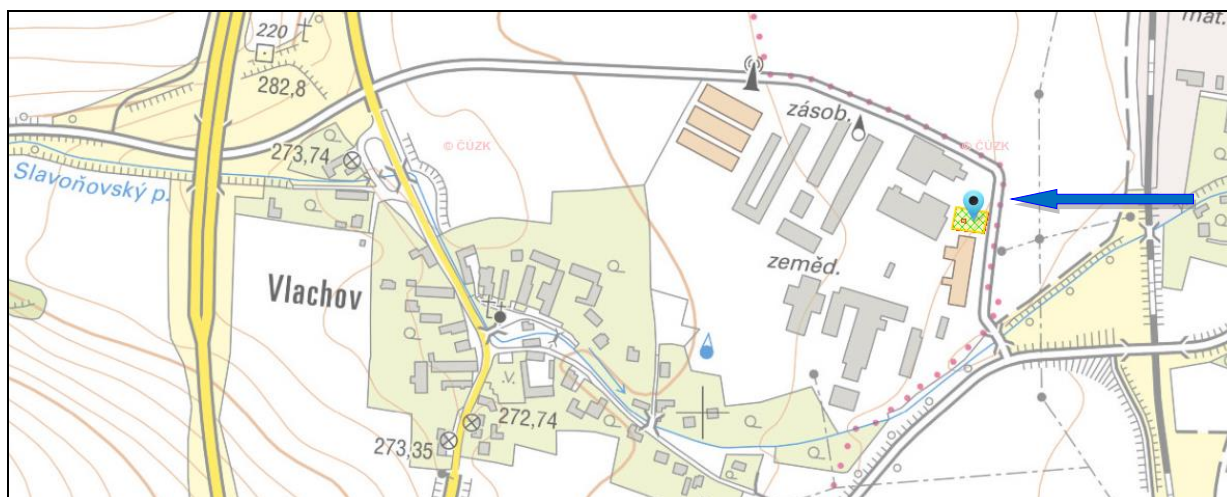 mat.
220
282,8
zásob.
273,74
© ČÚZK
© ČÚZK
Slavoňovský p.
zeměd.
Vlachov
.v.
272,74
273,35